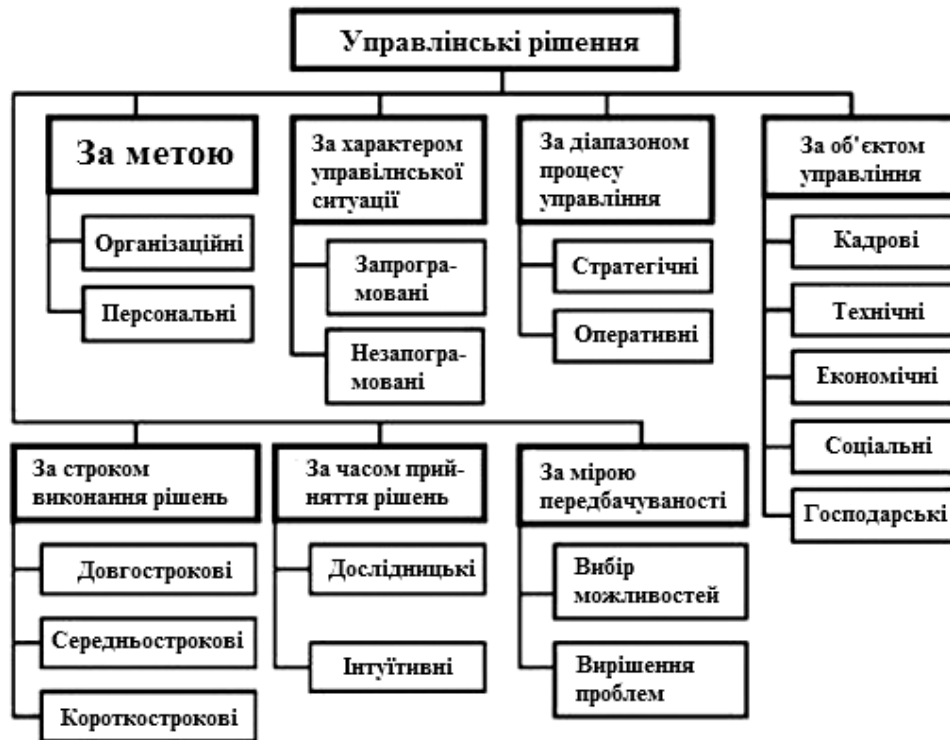 Управлінські рішення
За метою
Організаційні
Персональні
За характером
управілнської
ситуації
Запрогра-
мовані
Незапогра-
мовані
За діапазоном
процесу
управління
Стратегічні
Оперативні
За об'єктом
управління
Кадрові
Технічні
Економічні
Соціальні
Господарські
За строком
виконання рішень
Довгострокові
Середньострокові
Короткострокові
За часом прий-
няття рішень
Дослідницькі
Інтуїтивні
За мірою
передбачуваності
Вибір
можливостей
Вирішення
проблем